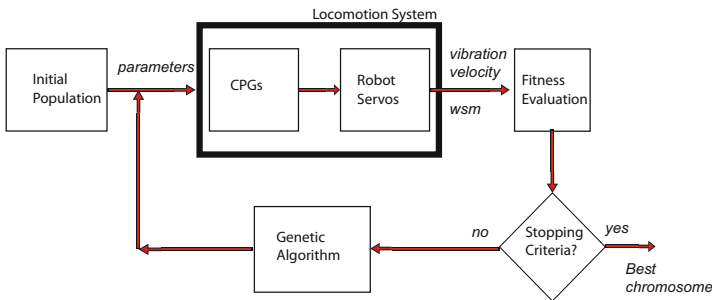 Locomotion System
Initial
Population
parameters
CPGs
Robot
Servos
vibration
velocity
wsm
Fitness
Evaluation
Genetic
Algorithm
no
Stopping
Criteria?
yes
Best
chromosome